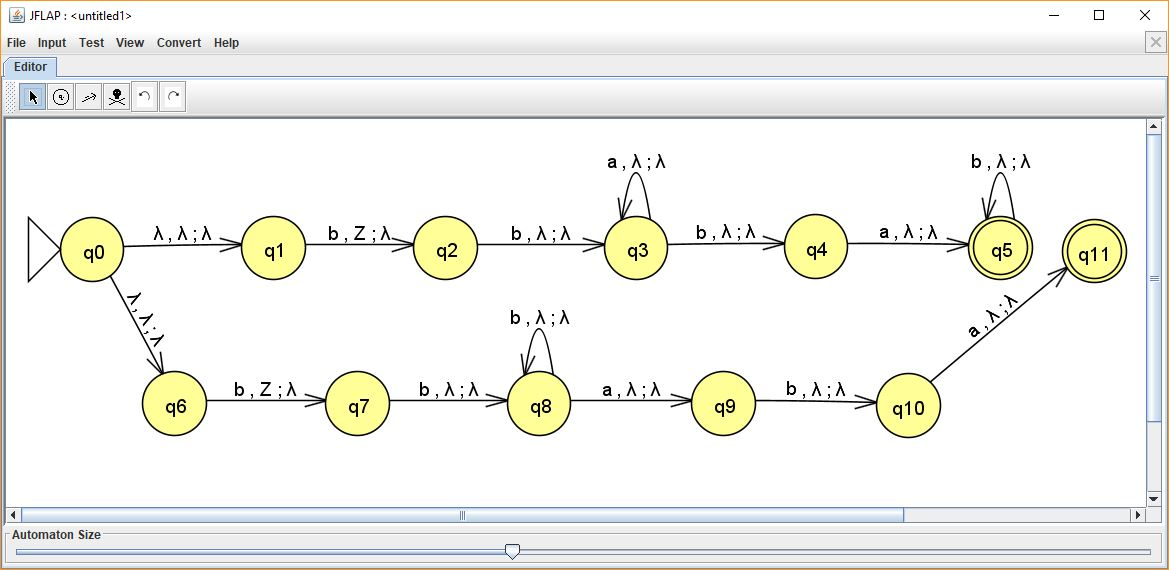 JFLAP : <untitled1>
File Input Test View Convert Help
Editor
a , λ ; λ
b , λ ; λ
q0
λ , λ ; λ
q1
b , Z ; λ
q2
b , λ ; λ
q3
b , λ ; λ
q4
a , λ ; λ
q5
q11
λ , λ ; λ
a , λ ; λ
b , λ ; λ
q6
b , Z ; λ
q7
b , λ ; λ
q8
a , λ ; λ
q9
b , λ ; λ
q10
Automaton Size